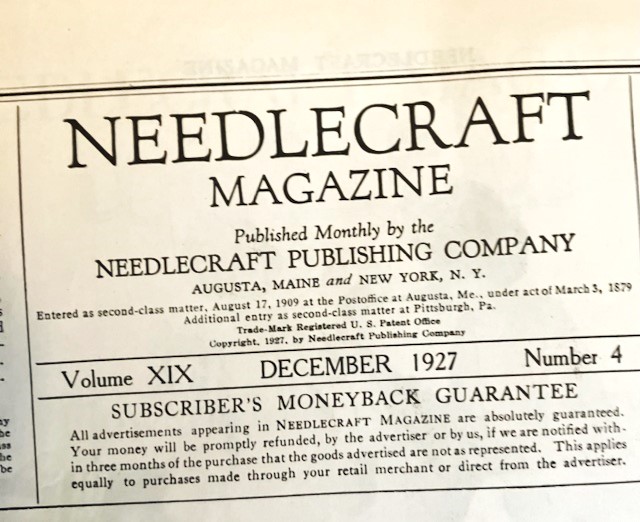 NEEDLECRAFT
MAGAZINE
Published Monthly by the
NEEDLECRAFT PUBLISHING COMPANY
AUGUSTA, MAINE and NEW YORK, N. Y.
Entered as second-class matter, August 17, 1909 at the Postoffice at Augusta, Me., under act of March 3, 1879
Additional entry as second-class matter at Pittsburgh, Pa.
Trade-Mark Registered U. S. Patent Office
Copyright, 1927, by Needlecraft Publishing Company
Volume XIX DECEMBER 1927 Number 4
SUBSCRIBER'S MONEYBACK GUARANTEE
All advertisements appearing in NEEDLECRAFT MAGAZINE are absolutely guaranteed.
Your money will be promptly refunded, by the advertiser or by us, if we are notified with-
in three months of the purchase that the goods advertised are not as represented. This applies
equally to purchases made through your retail merchant or direct from the advertiser.